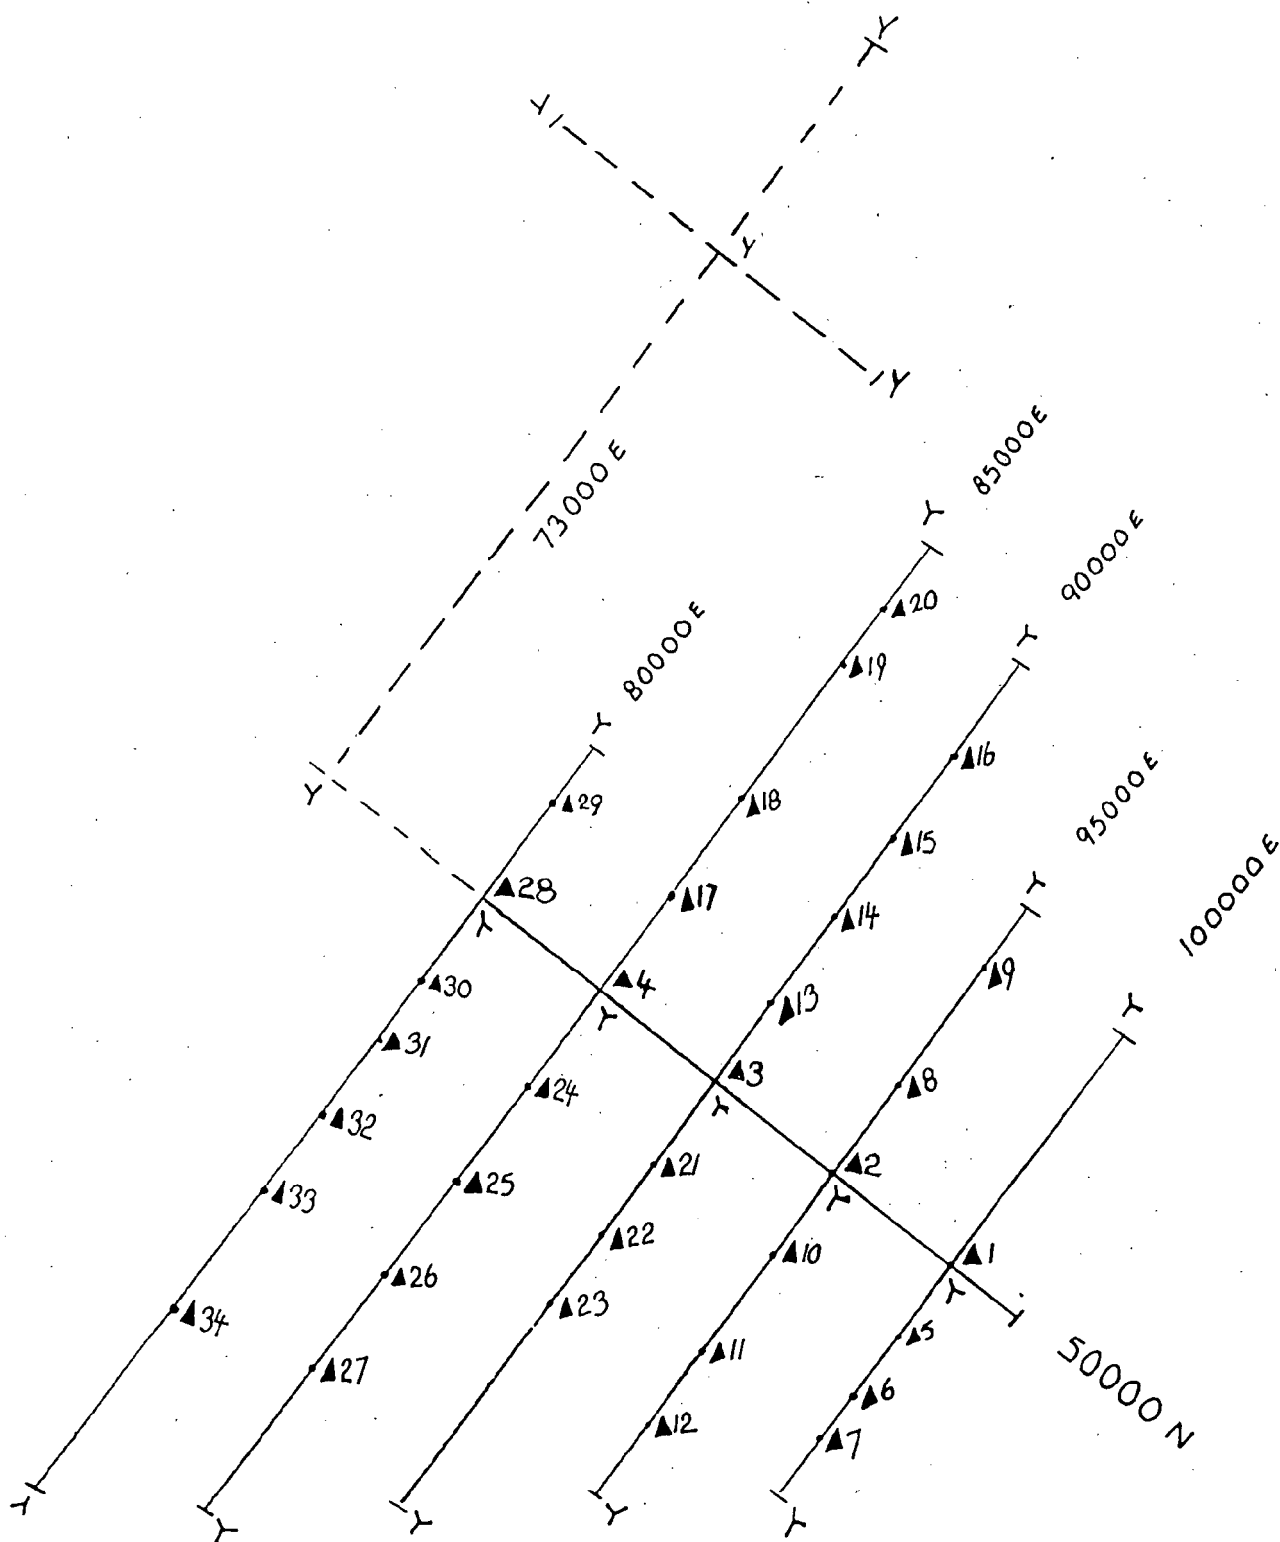 Y
Y
Y
Y
73000E
85000E
Y
90000E
▲20
80000E
Y
▲19
Y
▲16
95000E
Y
▲29
▲18
▲15
100000E
▲28
Y
Y
▲17
▲14
▲9
▲30
▲4
▲13
Y
Y
▲31
▲3
▲24
▲8
Y
▲32
▲21
▲2
▲25
▲33
Y
▲22
▲10
▲1
▲26
Y
▲23
▲34
▲5
▲11
50000 N
▲27
▲6
▲12
▲7
Y
Y
Y
Y
Y